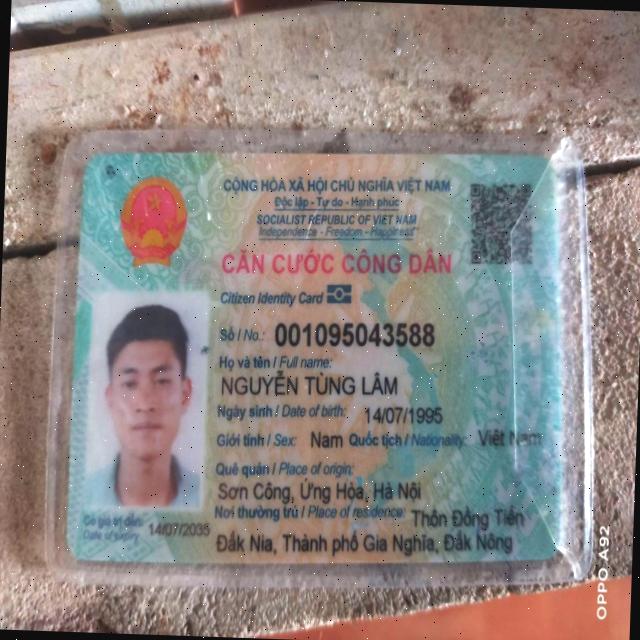 CỘNG HÒA XÃ HỘI CHỦ NGHĨA VIỆT NAM
Độc lập - Tự do - Hạnh phúc
SOCIALIST REPUBLIC OF VIET NAM
Independence - Freedom - Happiness
CĂN CƯỚC CÔNG DÂN
Citizen Identity Card
Số / No.: 001095043588
Họ và tên / Full name:
NGUYỄN TÙNG LÂM
Ngày sinh / Date of birth: 14/07/1995
Giới tính / Sex: Nam Quốc tịch / Nationality: Việt Nam
Quê quán / Place of origin:
Sơn Công, Ứng Hòa, Hà Nội
Nơi thường trú / Place of residence: Thôn Đồng Tiến
Đắk Nia, Thành phố Gia Nghĩa, Đắk Nông
Có giá trị đến: 14/07/2035
Date of expiry
OPPO A92